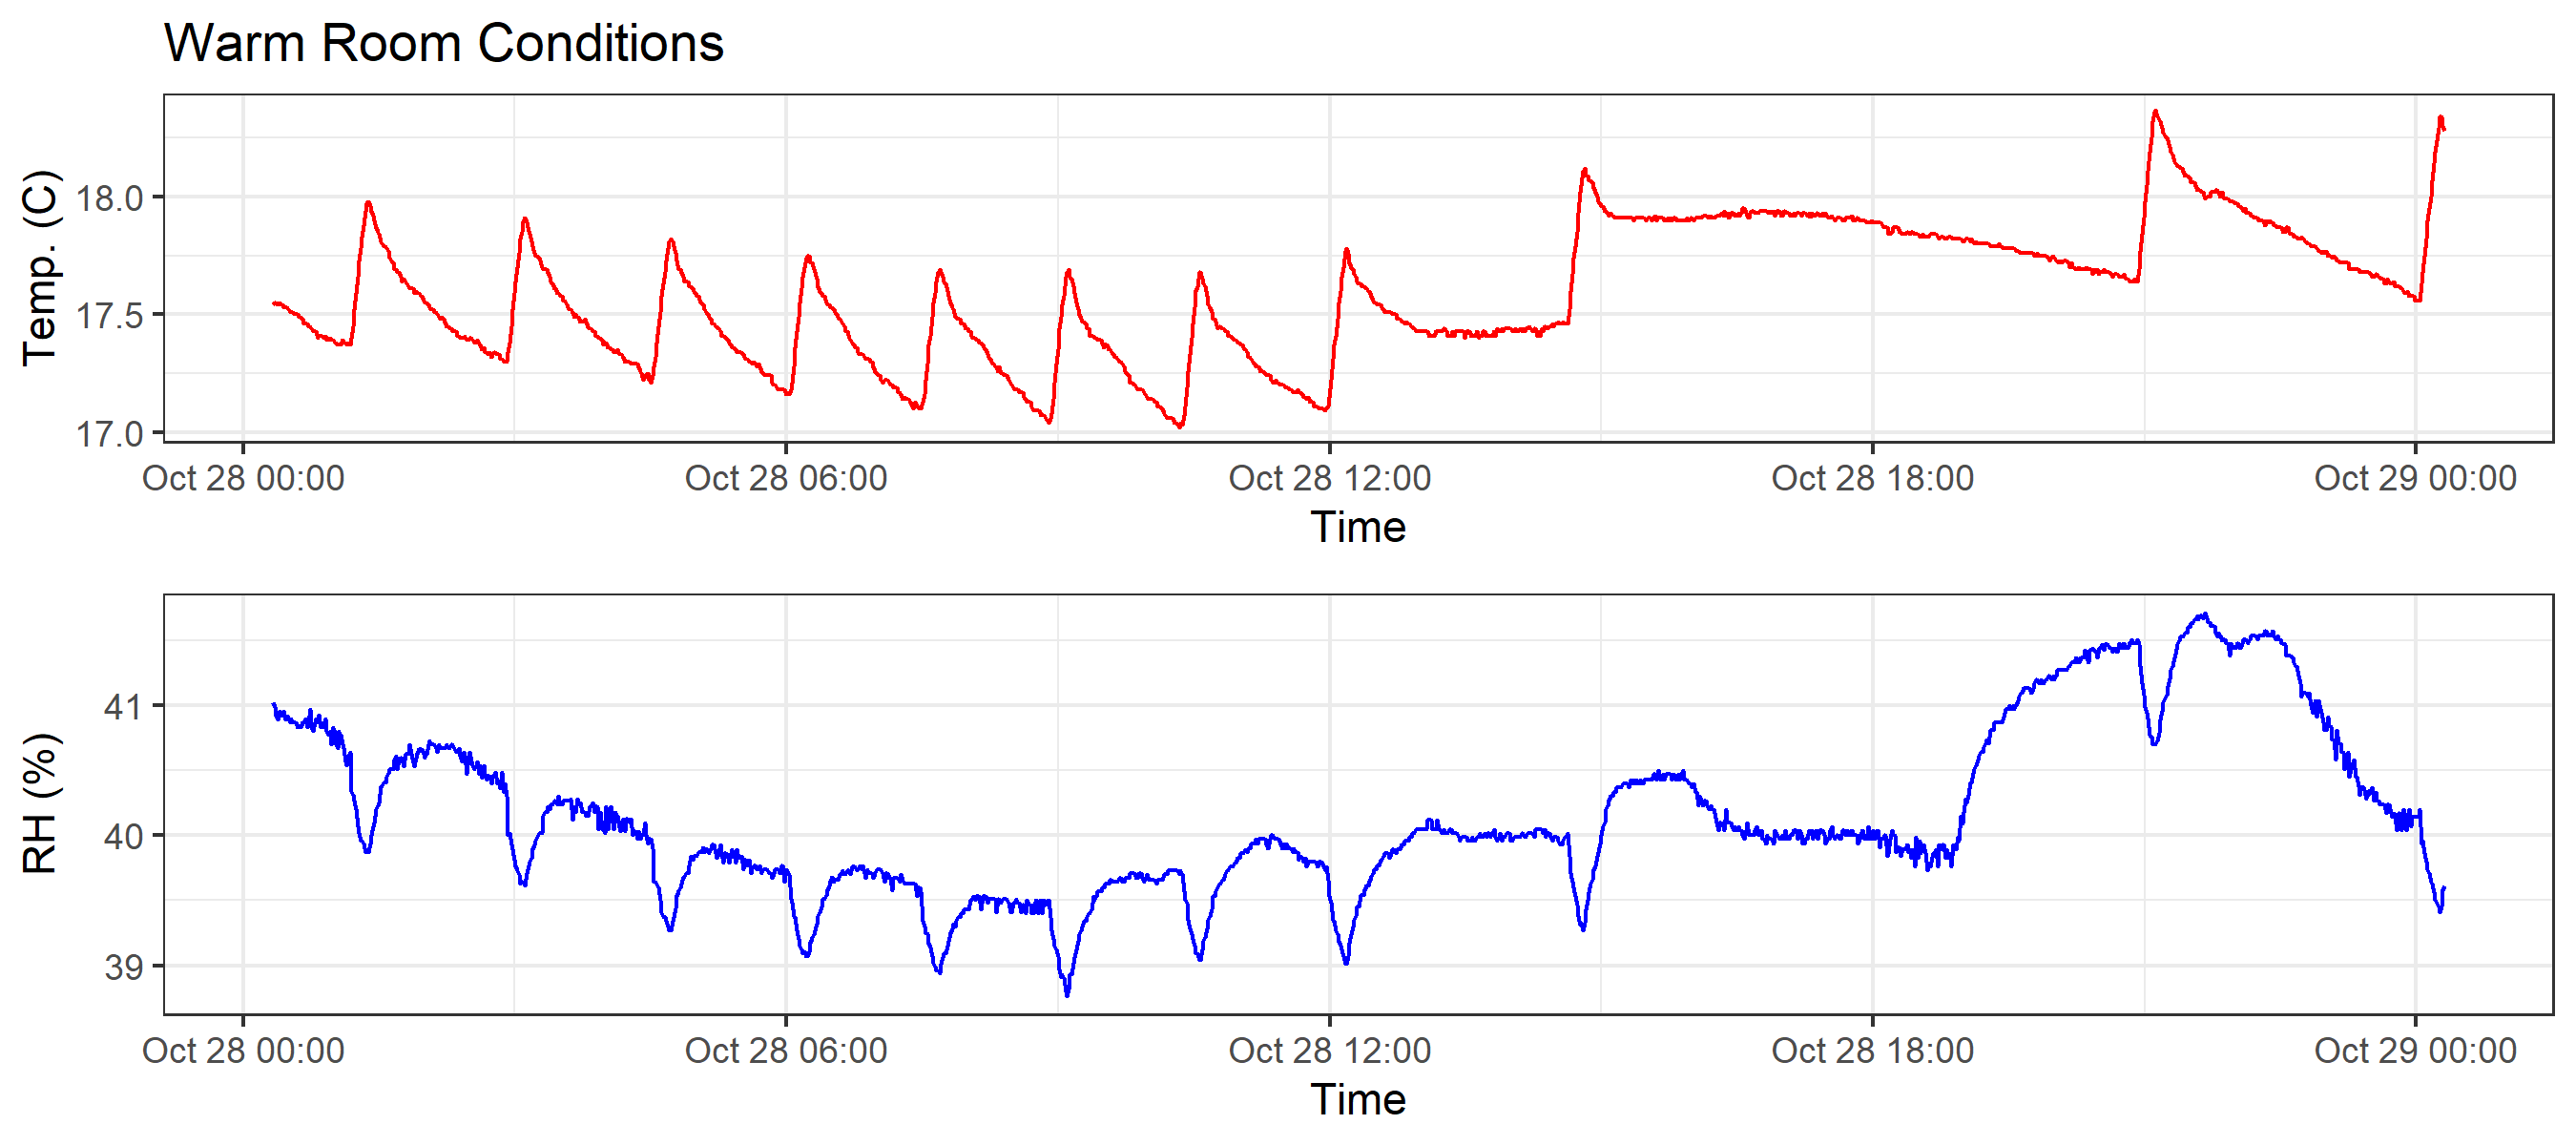 Warm Room Conditions
Temp. (C)
18.0
17.5
17.0
Oct 28 00:00 Oct 28 06:00 Oct 28 12:00 Oct 28 18:00 Oct 29 00:00
Time
RH (%)
41
40
39
Oct 28 00:00 Oct 28 06:00 Oct 28 12:00 Oct 28 18:00 Oct 29 00:00
Time